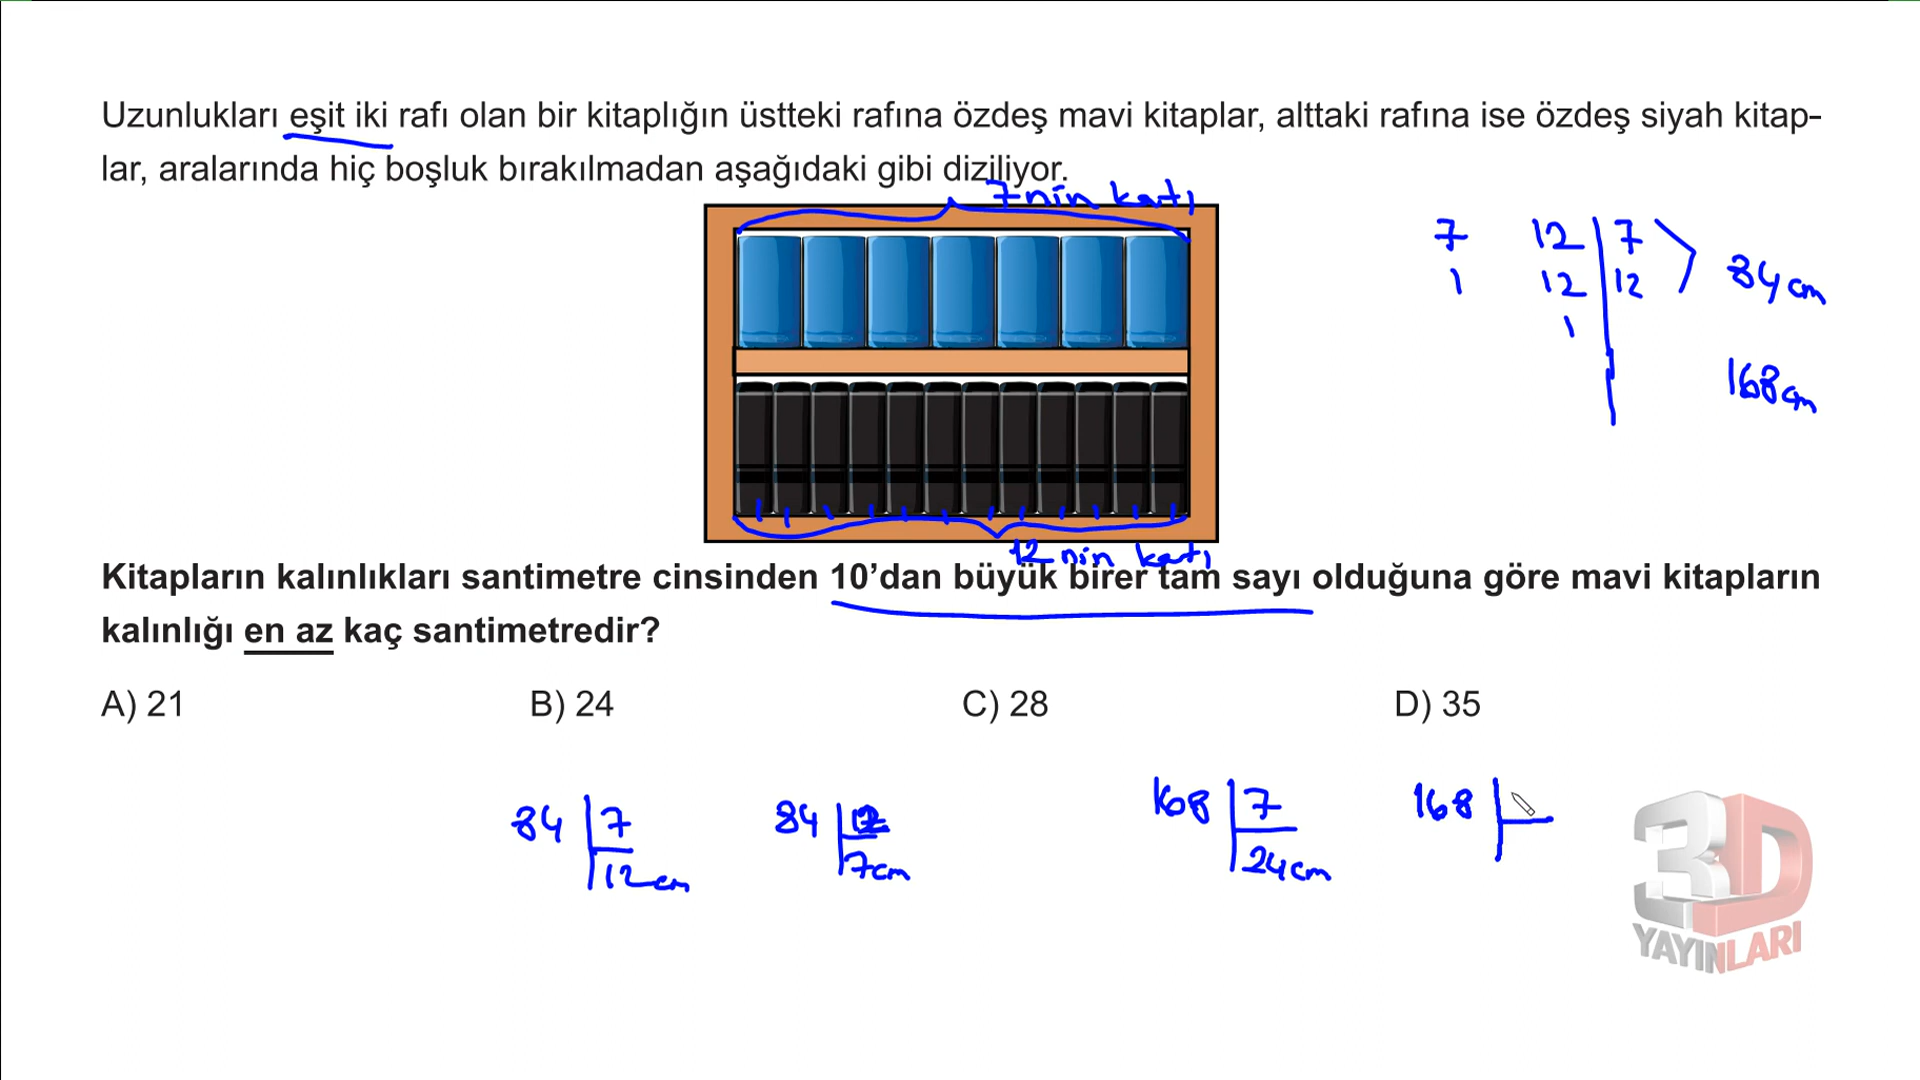 Uzunlukları eşit iki rafı olan bir kitaplığın üstteki rafına özdeş mavi kitaplar, alttaki rafına ise özdeş siyah kitap-
lar, aralarında hiç boşluk bırakılmadan aşağıdaki gibi diziliyor.
7 nin katı
7 12 | 7
1 12 | 12
1
84 cm
168 cm
12 nin katı
Kitapların kalınlıkları santimetre cinsinden 10’dan büyük birer tam sayı olduğuna göre mavi kitapların
kalınlığı en az kaç santimetredir?
A) 21 B) 24 C) 28 D) 35
84 | 7
12 cm
84 | 12
7 cm
168 | 7
24 cm
168
3D
YAYINLARI